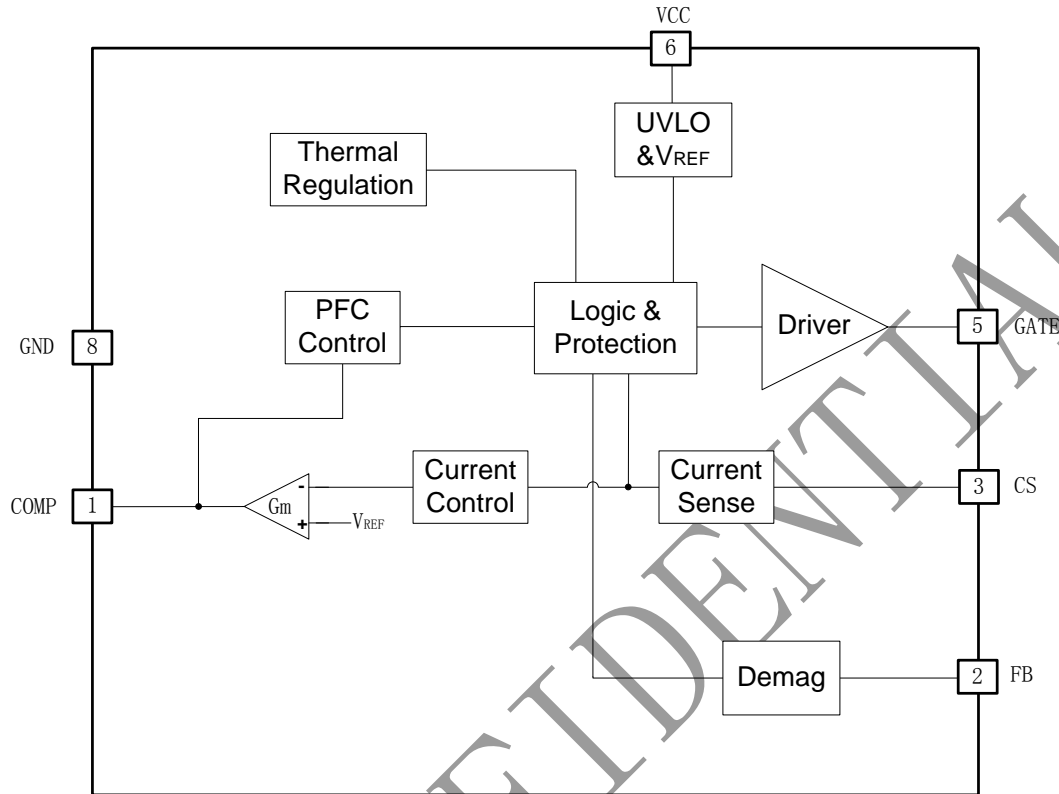 VCC
6
UVLO
&VREF
Thermal
Regulation
PFC
Control
Logic &
Protection
Driver
5 GATE
GND 8
COMP 1
Gm
-
+
VREF
Current
Control
Current
Sense
3 CS
Demag
2 FB
FIDENTIAL